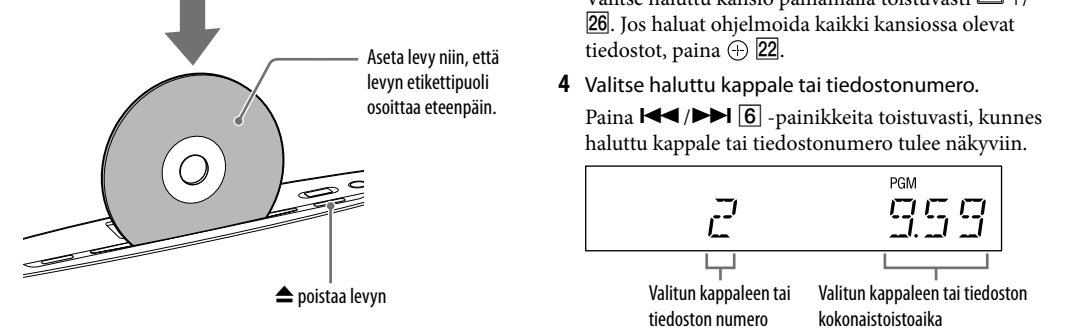 Aseta levy niin, että
levyn etikettipuoli
osoittaa eteenpäin.
⏏ poistaa levyn
Valitse haluttu kansio painamalla toistuvasti
26. Jos haluat ohjelmoida kaikki kansiossa olevat
tiedostot, paina ⊕ 22.
4 Valitse haluttu kappale tai tiedostonumero.
Paina ⏮/⏭ 6 -painikkeita toistuvasti, kunnes
haluttu kappale tai tiedostonumero tulee näkyviin.
PGM
2 9.59
Valitun kappaleen tai
tiedoston numero
Valitun kappaleen tai tiedoston
kokonaistoistoaika